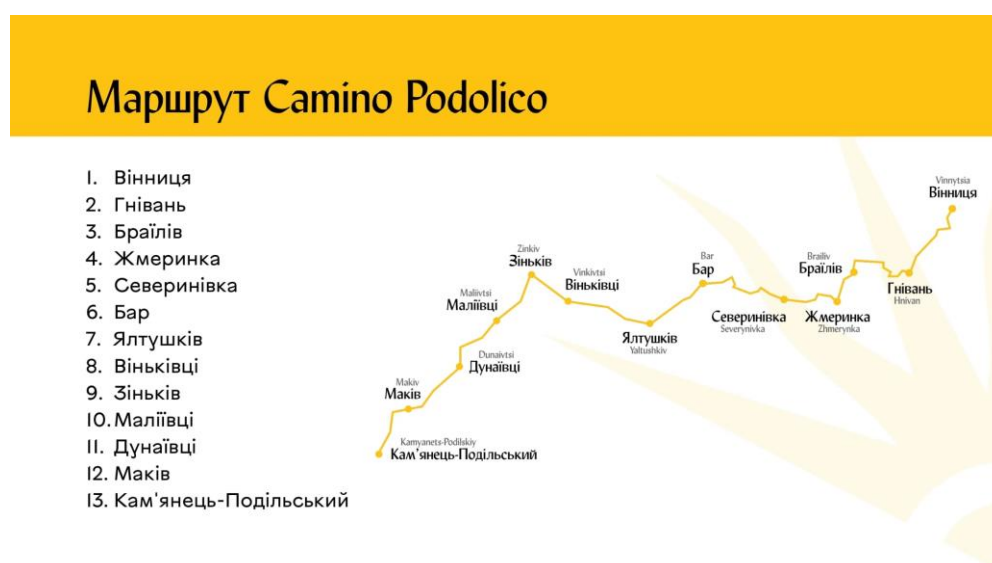 Маршрут Camino Podolico
1. Вінниця
2. Гнівань
3. Браїлів
4. Жмеринка
5. Северинівка
6. Бар
7. Ялтушків
8. Віньківці
9. Зіньків
10. Маліївці
11. Дунаївці
12. Маків
13. Кам'янець-Подільський
Vinnytsia
Вінниця
Zinkiv
Зіньків
Bar
Бар
Brailiv
Браїлів
Vinkivtsi
Віньківці
Hnivan
Гнівань
Maliivtsi
Маліївці
Северинівка
Severynivka
Жмеринка
Zhmerynka
Ялтушків
Yaltushkiv
Dunaivtsi
Дунаївці
Makiv
Маків
Kamyanets-Podilskiy
Кам'янець-Подільський